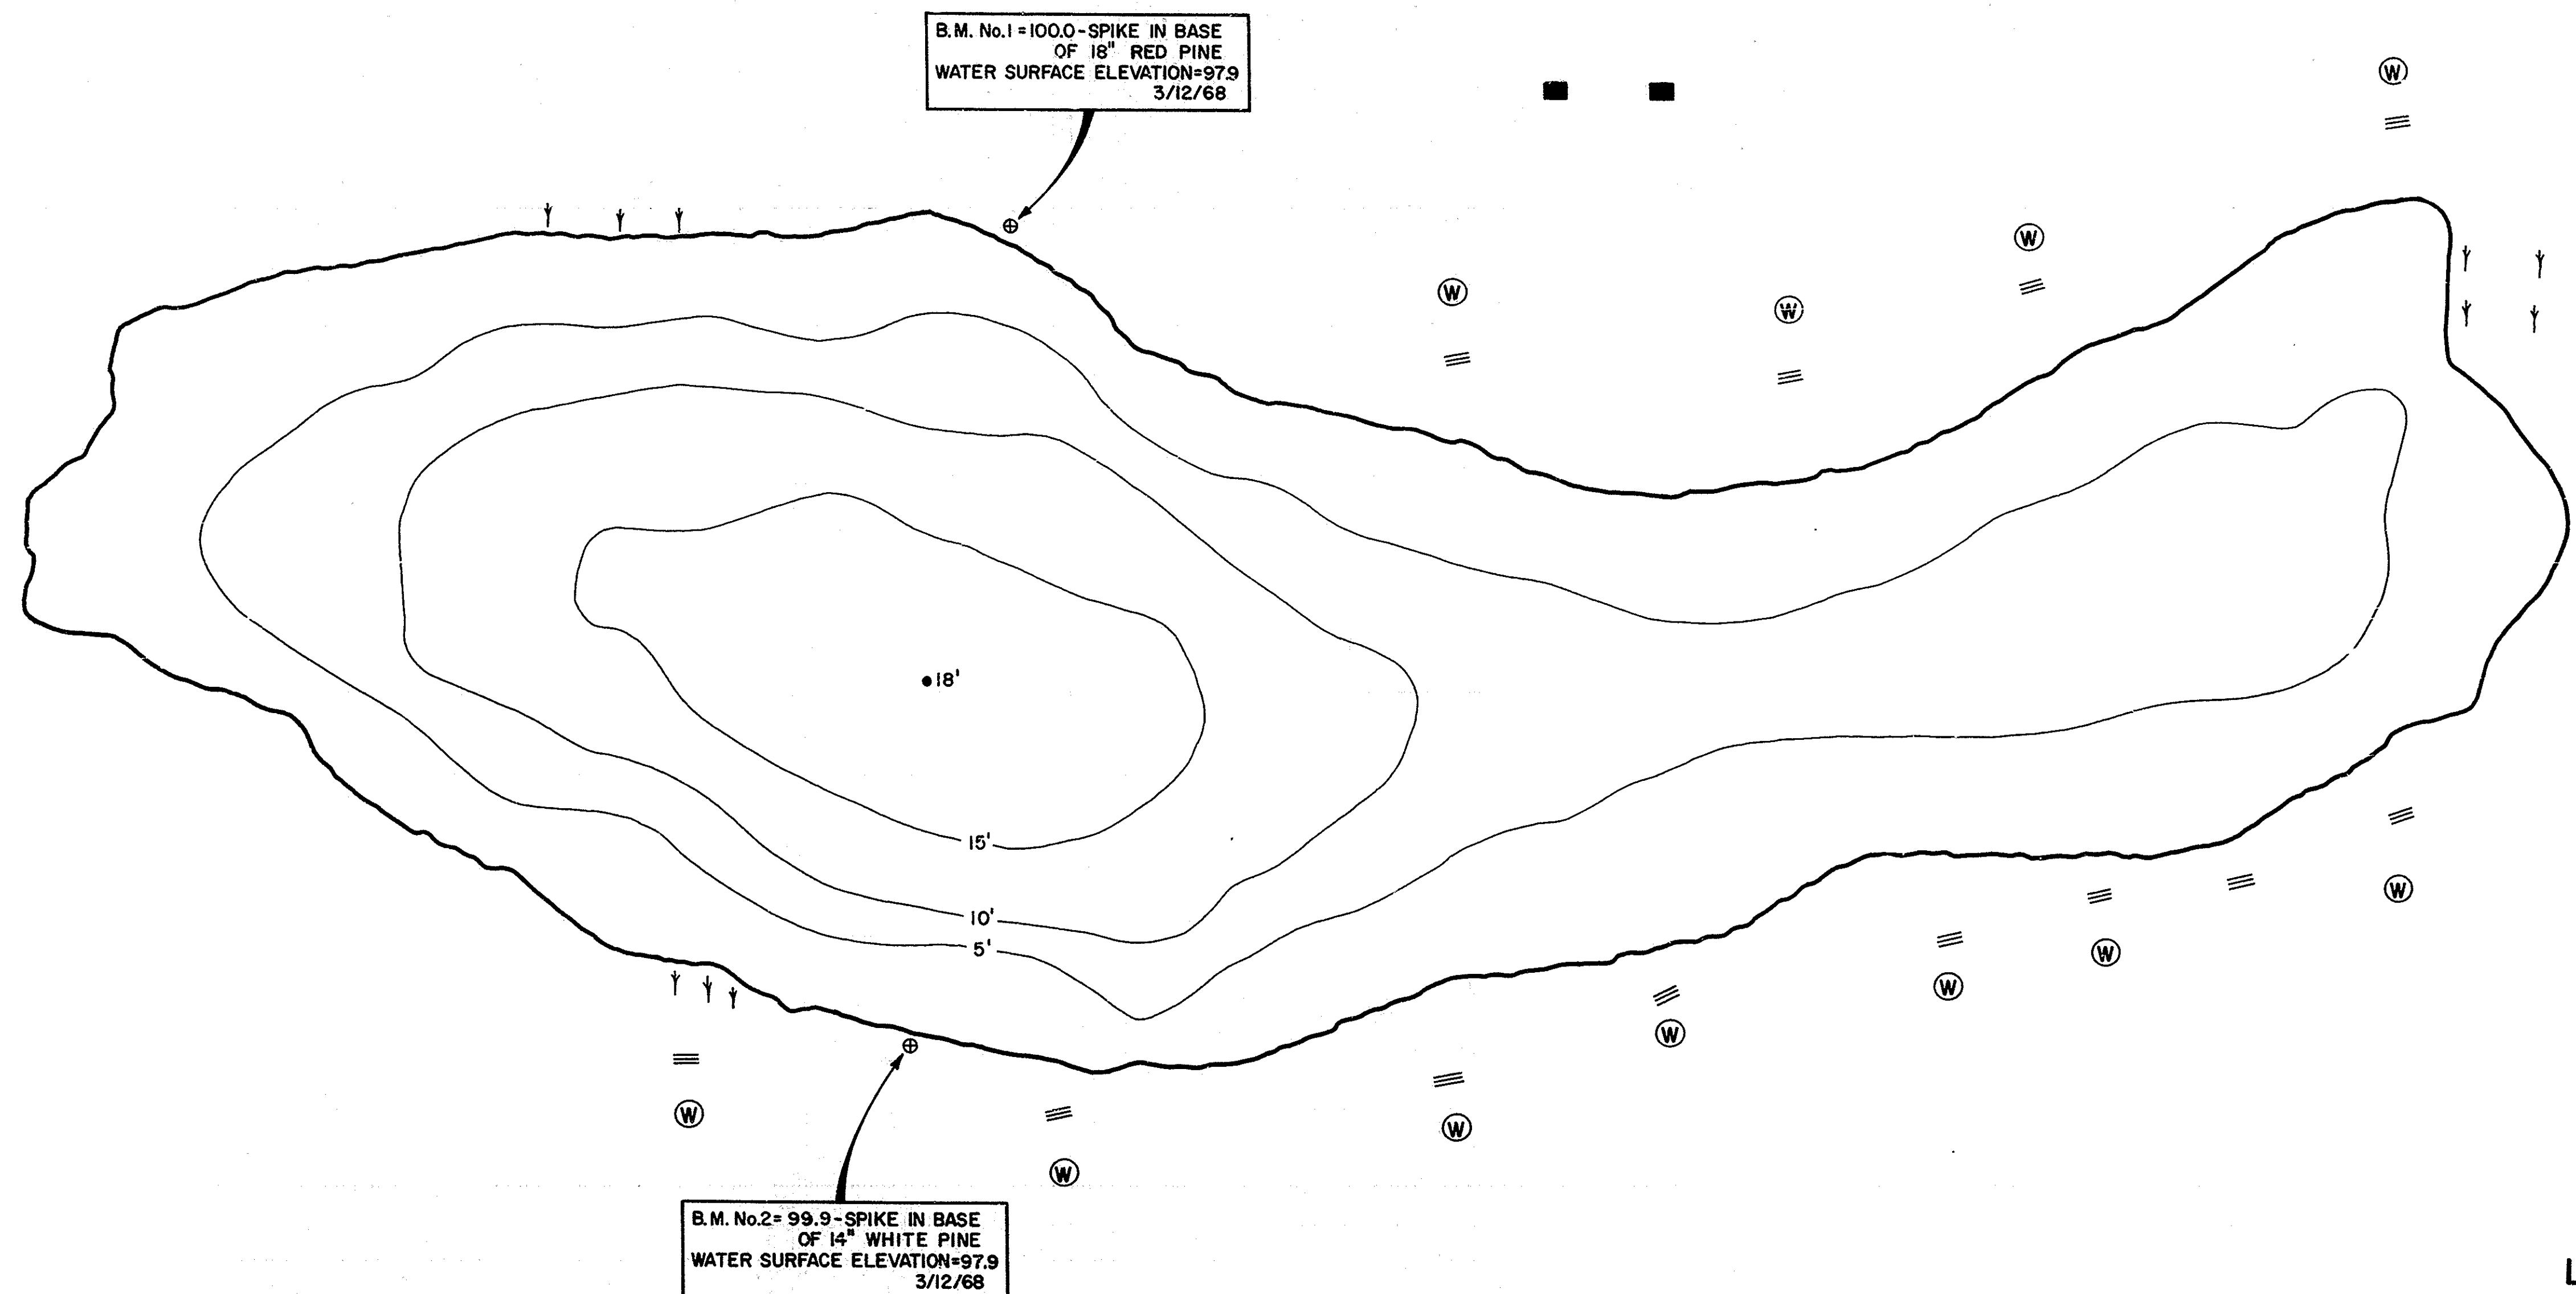 B.M. No.1 = 100.0 - SPIKE IN BASE
OF 18" RED PINE
WATER SURFACE ELEVATION=97.9
3/12/68
W
W
W
W
18'
15'
10'
5'
W
W
W
W
W
W
W
B.M. No.2 = 99.9 - SPIKE IN BASE
OF 14" WHITE PINE
WATER SURFACE ELEVATION=97.9
3/12/68
L